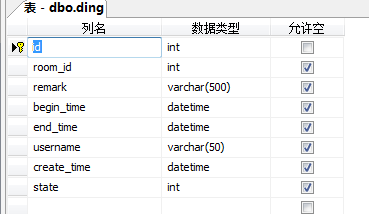 表 - dbo.ding
列名 数据类型 允许空
id int
room_id int
remark varchar(500)
begin_time datetime
end_time datetime
username varchar(50)
create_time datetime
state int